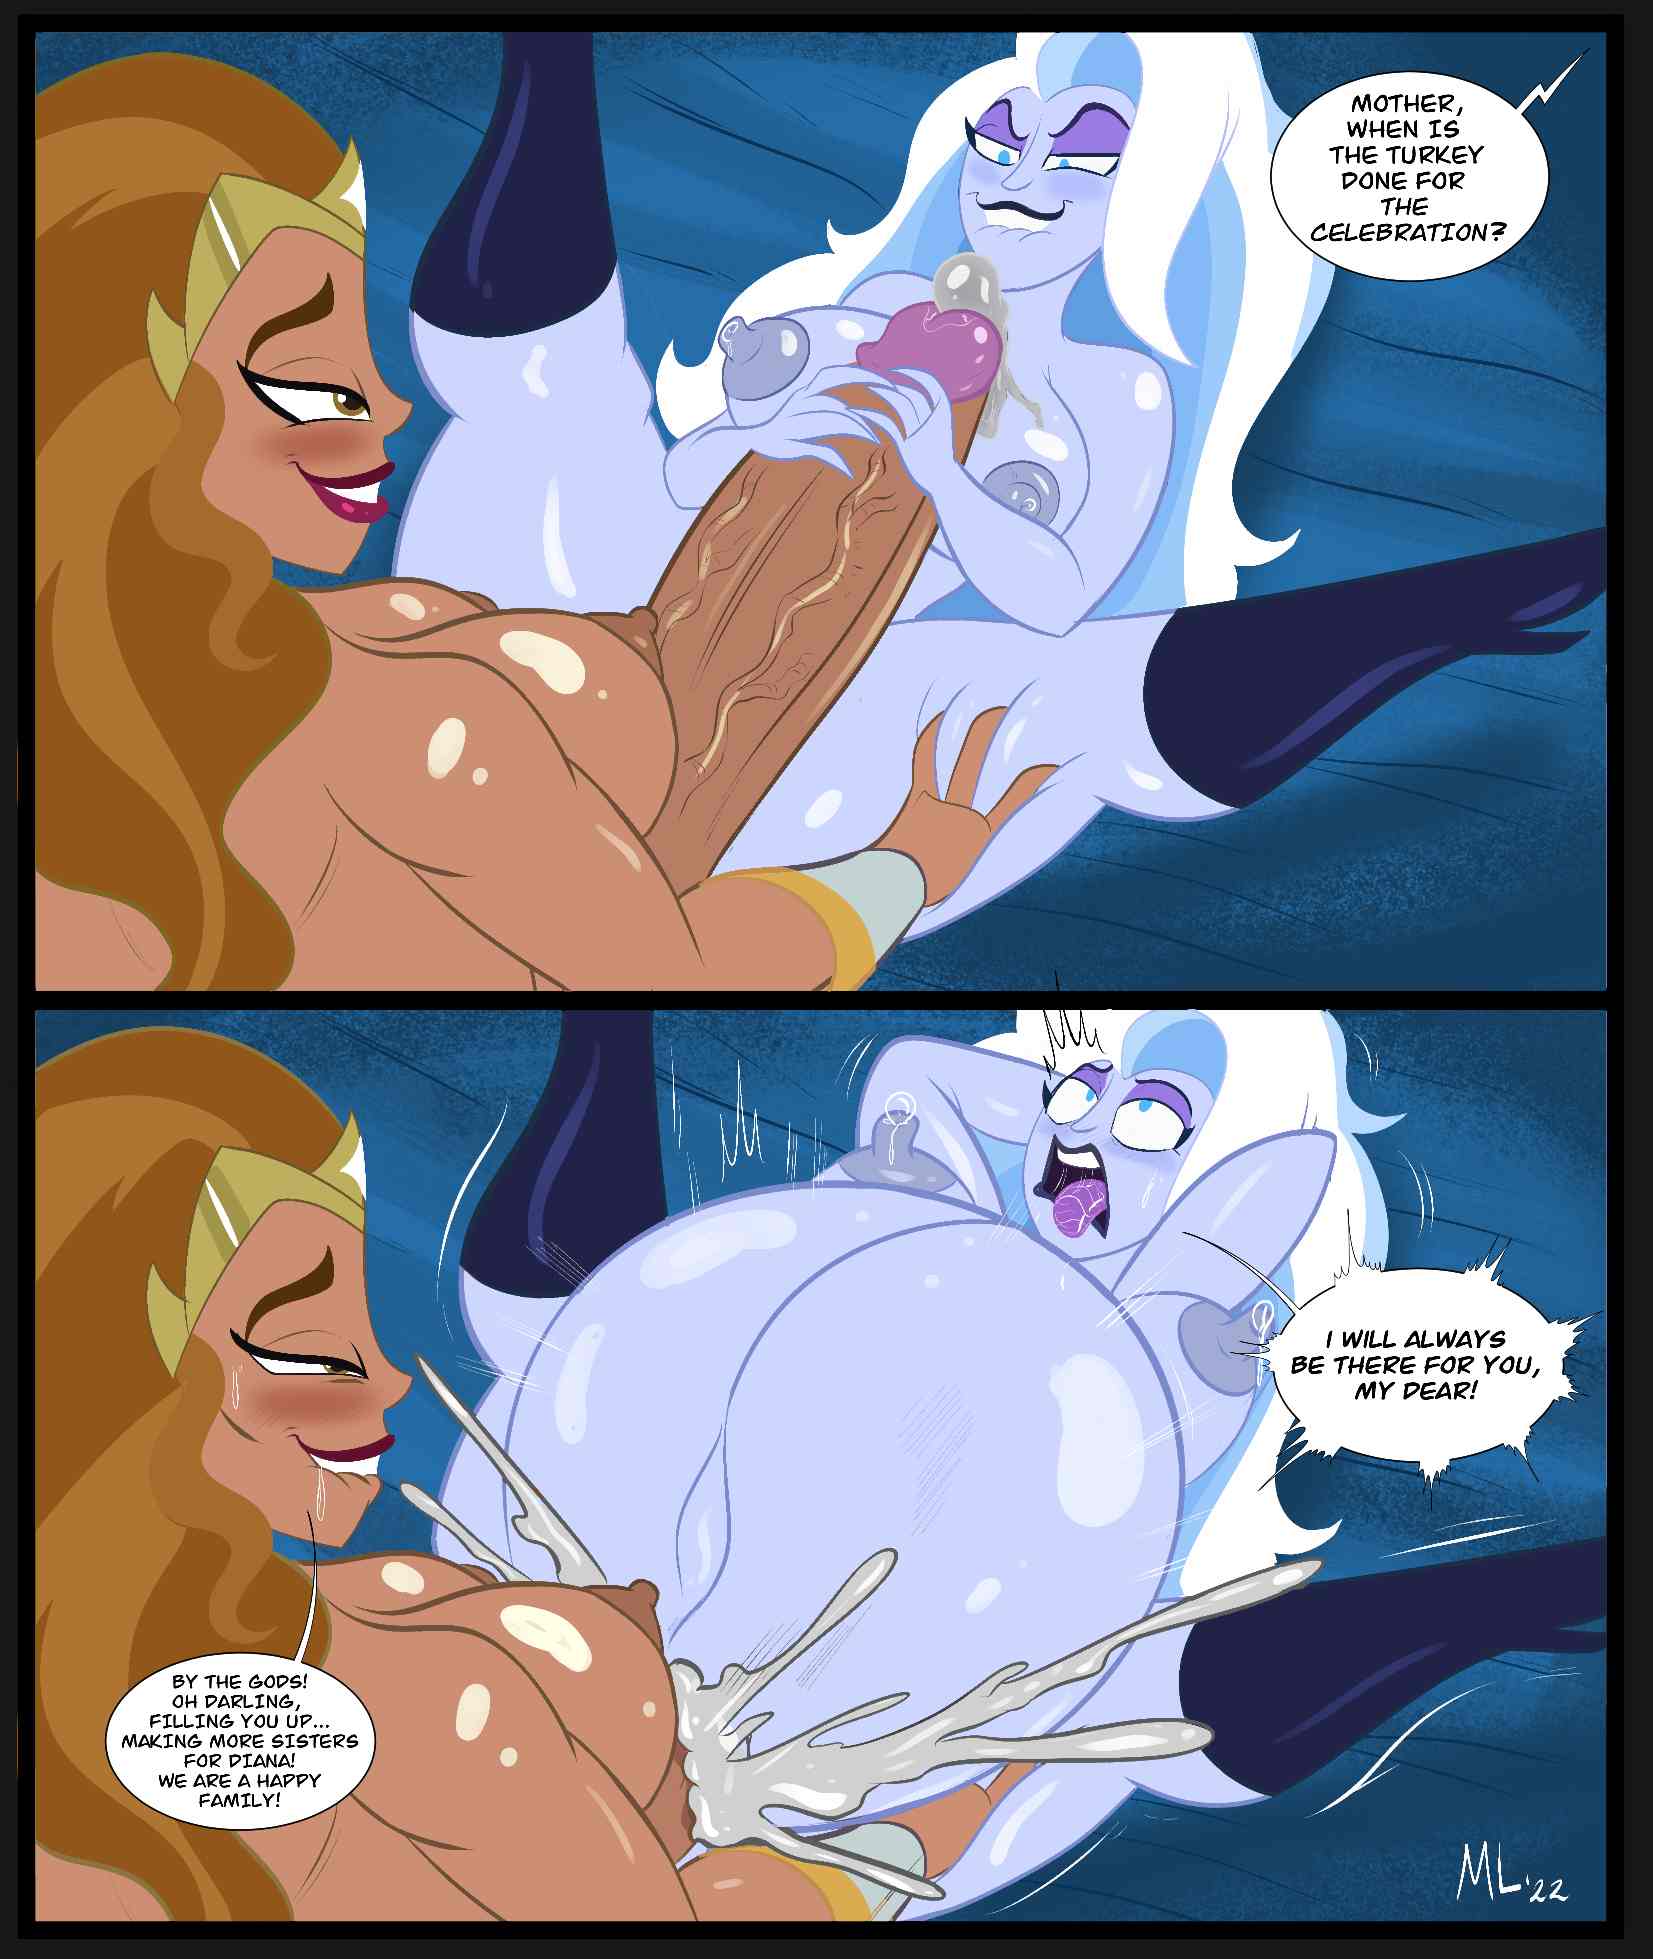 MOTHER,
WHEN IS
THE TURKEY
DONE FOR
THE
CELEBRATION?
I WILL ALWAYS
BE THERE FOR YOU,
MY DEAR!
BY THE GODS!
OH DARLING,
FILLING YOU UP...
MAKING MORE SISTERS
FOR DIANA!
WE ARE A HAPPY
FAMILY!
ML '22